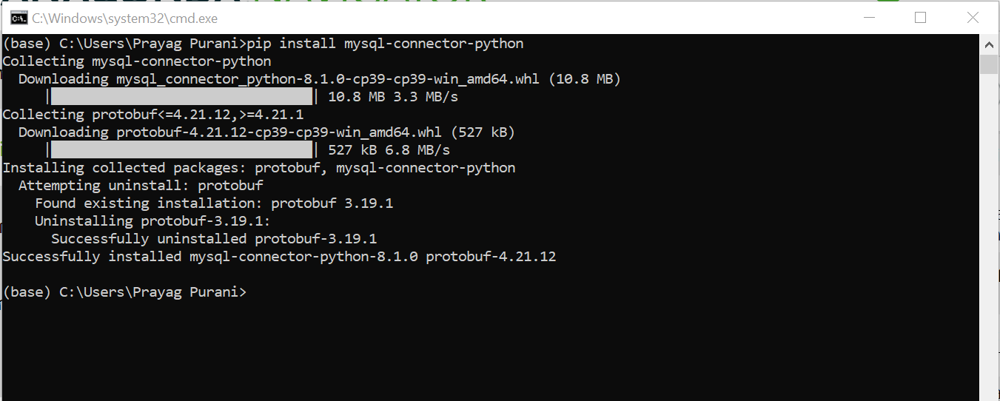 C:\Windows\system32\cmd.exe
(base) C:\Users\Prayag Purani>pip install mysql-connector-python
Collecting mysql-connector-python
  Downloading mysql_connector_python-8.1.0-cp39-cp39-win_amd64.whl (10.8 MB)
     |████████████████████████████████| 10.8 MB 3.3 MB/s
Collecting protobuf<=4.21.12,>=4.21.1
  Downloading protobuf-4.21.12-cp39-cp39-win_amd64.whl (527 kB)
     |████████████████████████████████| 527 kB 6.8 MB/s
Installing collected packages: protobuf, mysql-connector-python
  Attempting uninstall: protobuf
    Found existing installation: protobuf 3.19.1
    Uninstalling protobuf-3.19.1:
      Successfully uninstalled protobuf-3.19.1
Successfully installed mysql-connector-python-8.1.0 protobuf-4.21.12
(base) C:\Users\Prayag Purani>